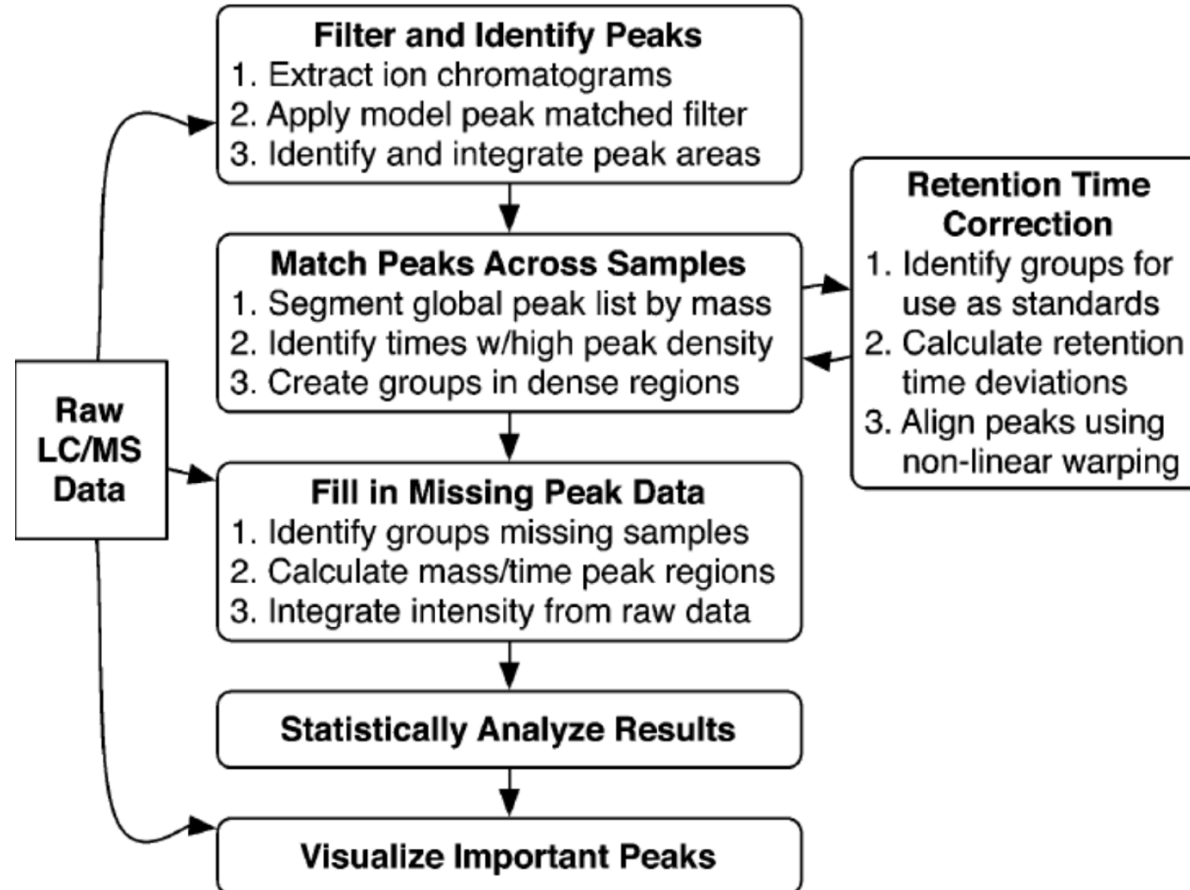 Filter and Identify Peaks
1. Extract ion chromatograms
2. Apply model peak matched filter
3. Identify and integrate peak areas
Match Peaks Across Samples
1. Segment global peak list by mass
2. Identify times w/high peak density
3. Create groups in dense regions
Retention Time
Correction
1. Identify groups for
use as standards
2. Calculate retention
time deviations
3. Align peaks using
non-linear warping
Raw
LC/MS
Data
Fill in Missing Peak Data
1. Identify groups missing samples
2. Calculate mass/time peak regions
3. Integrate intensity from raw data
Statistically Analyze Results
Visualize Important Peaks